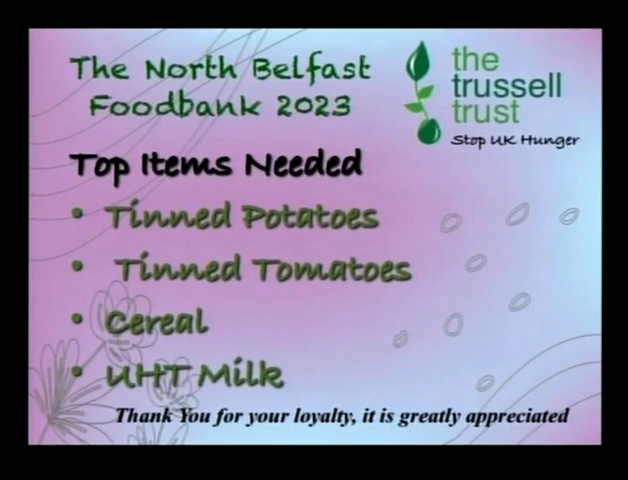 The North Belfast
Foodbank 2023
the
trussell
trust
Stop UK Hunger
Top Items Needed
• Tinned Potatoes
• Tinned Tomatoes
• Cereal
• UHT Milk
Thank You for your loyalty, it is greatly appreciated